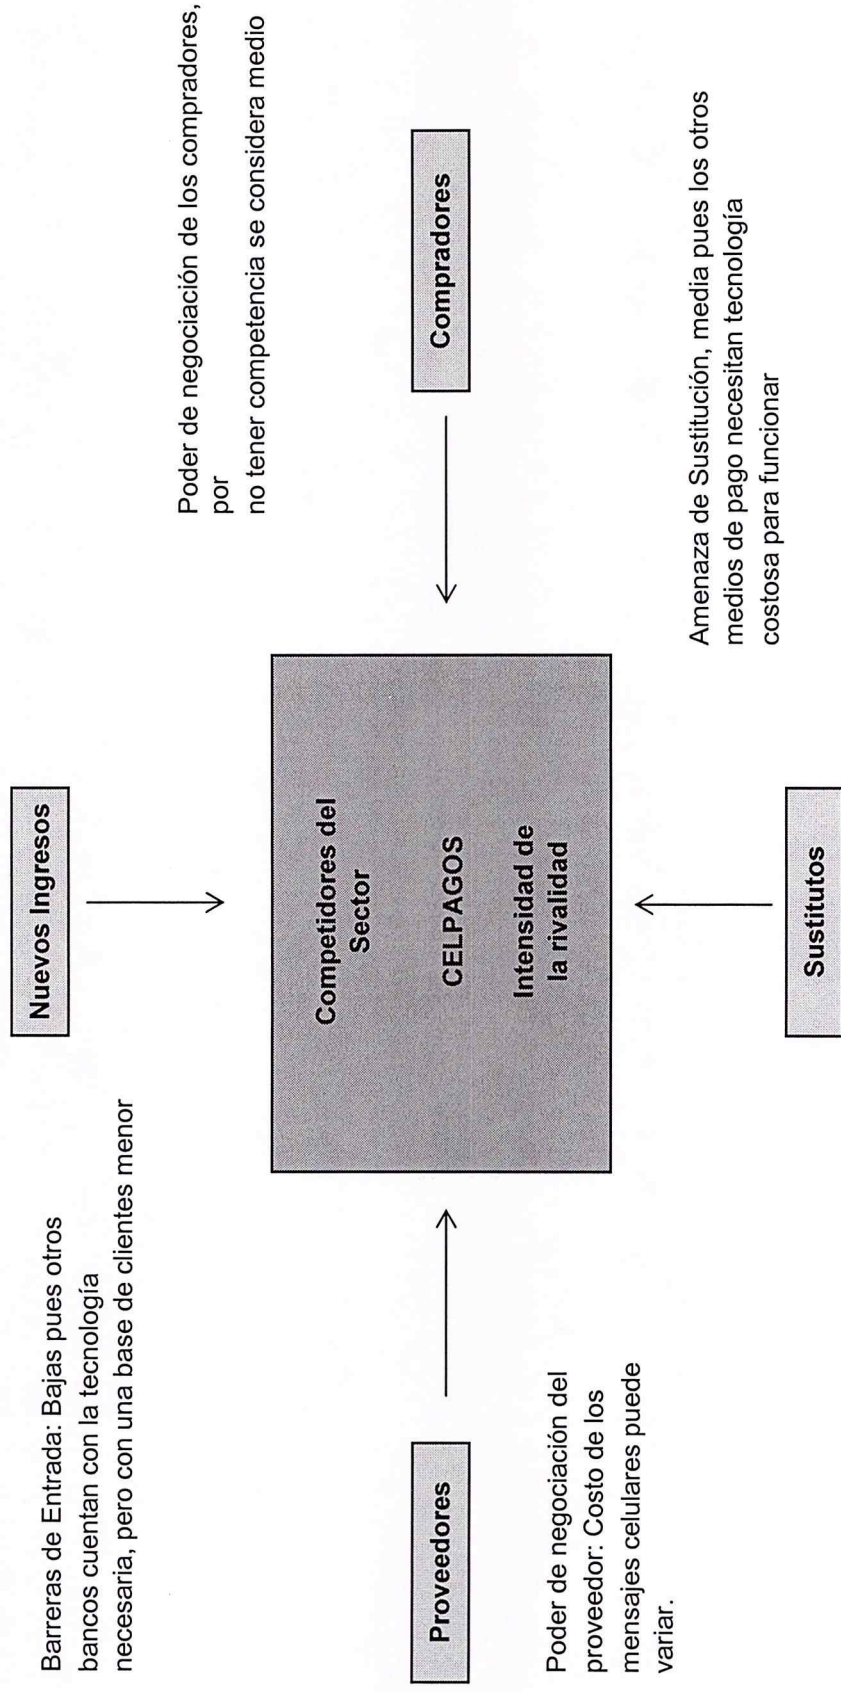 Barreras de Entrada: Bajas pues otros
bancos cuentan con la tecnología
necesaria, pero con una base de clientes menor
Nuevos Ingresos
Poder de negociación de los compradores,
por
no tener competencia se considera medio
Proveedores
Competidores del
Sector
CELPAGOS
Intensidad de
la rivalidad
Compradores
Poder de negociación del
proveedor: Costo de los
mensajes celulares puede
variar.
Sustitutos
Amenaza de Sustitución, media pues los otros
medios de pago necesitan tecnología
costosa para funcionar